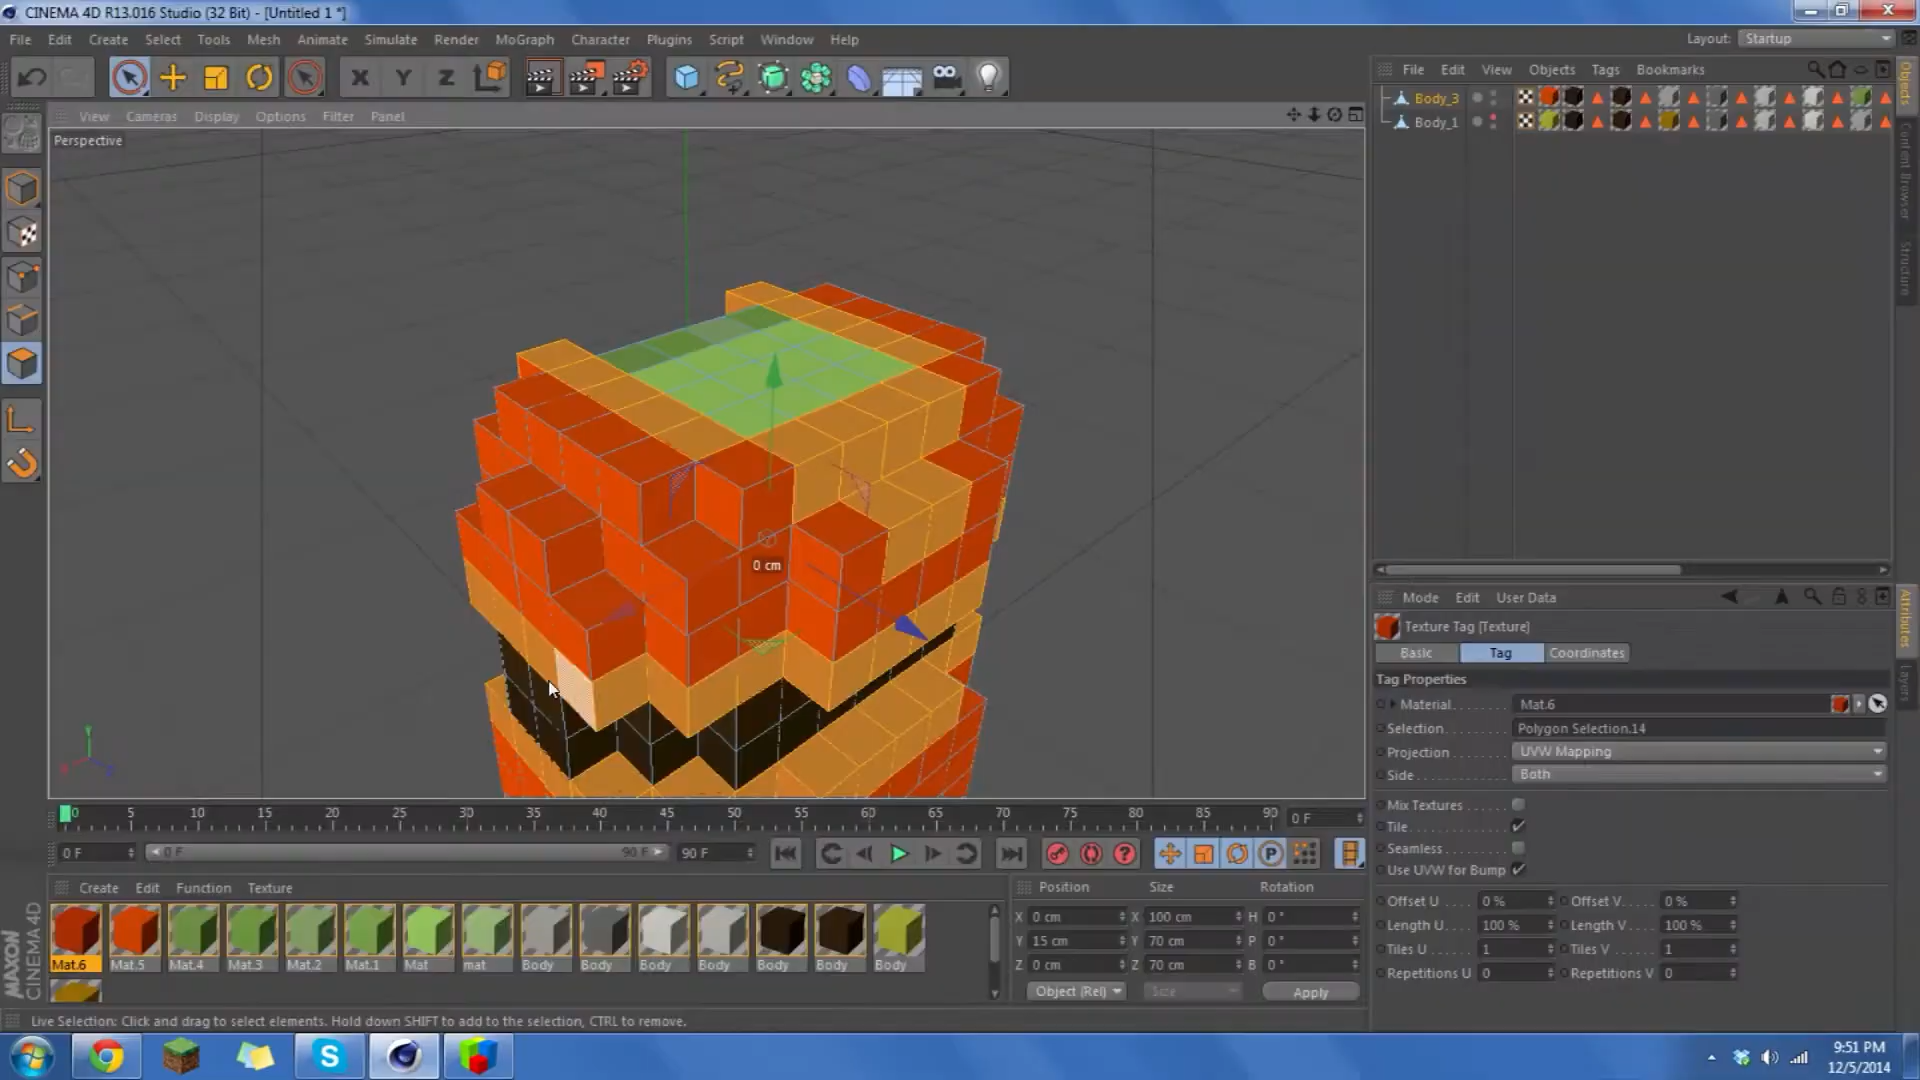 CINEMA 4D R13.016 Studio (32 Bit) - [Untitled 1 *]
File Edit Create Select Tools Mesh Animate Simulate Render MoGraph Character Plugins Script Window Help
Layout: Startup
X Y Z
File Edit View Objects Tags Bookmarks
Body_3
Body_1
View Cameras Display Options Filter Panel
Perspective
0 cm
Y
Objects
Content Browser
Structure
Mode Edit User Data
Texture Tag [Texture]
Basic Tag Coordinates
Tag Properties
Material Mat.6
Selection Polygon Selection.14
Projection UVW Mapping
Side Both
Mix Textures
Tile
Seamless
Use UVW for Bump
Offset U 0 % Offset V 0 %
Length U 100 % Length V 100 %
Tiles U 1 Tiles V 1
Repetitions U 0 Repetitions V 0
Attributes
Layers
0 5 10 15 20 25 30 35 40 45 50 55 60 65 70 75 80 85 90 0 F
0 F 0 F 90 F 90 F
P
Create Edit Function Texture
Mat.6 Mat.5 Mat.4 Mat.3 Mat.2 Mat.1 Mat mat Body Body Body Body Body Body Body
Position Size Rotation
X 0 cm X 100 cm H 0 °
Y 15 cm Y 70 cm P 0 °
Z 0 cm Z 70 cm B 0 °
Object (Rel) Size Apply
MAXON
CINEMA 4D
Live Selection: Click and drag to select elements. Hold down SHIFT to add to the selection, CTRL to remove.
9:51 PM
12/5/2014